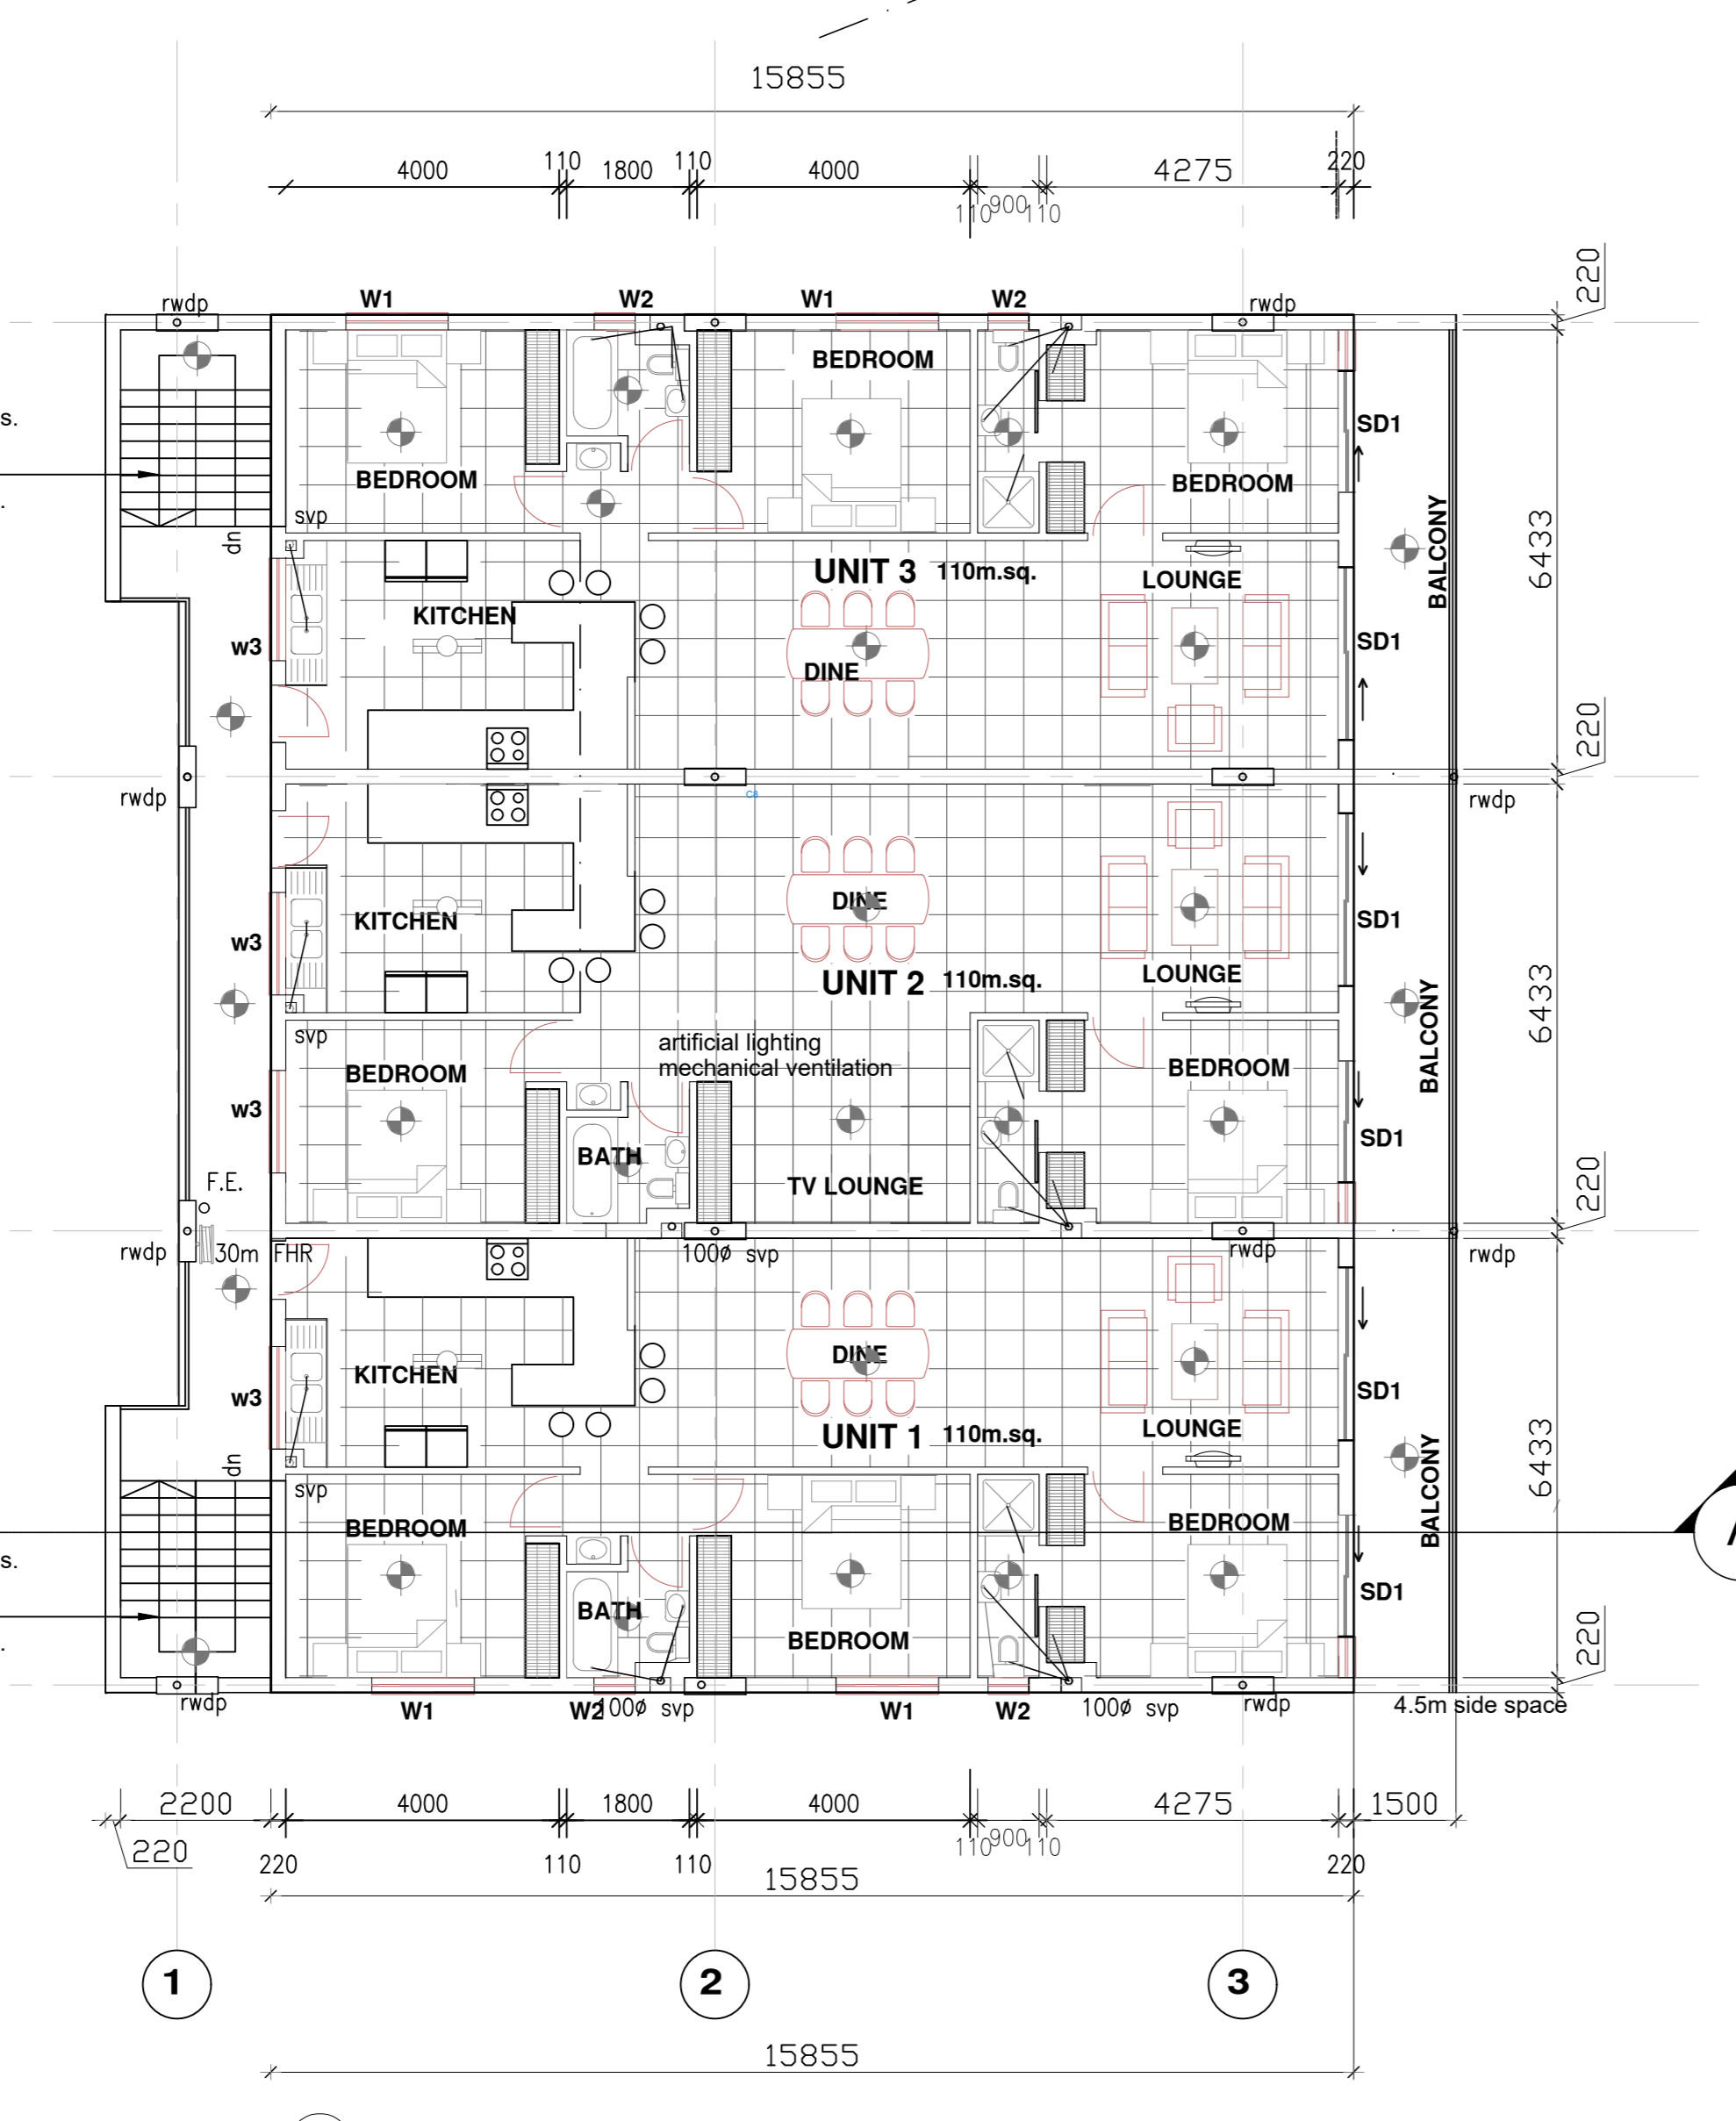 15855
4000 110 1800 110 4000 110 900 110 4275 220
W1 W2 W1 W2
rwdp rwdp
220
BEDROOM
s.
SD1
BEDROOM BEDROOM
.
svp
dn
BALCONY
6433
UNIT 3 110m.sq.
LOUNGE
KITCHEN
w3 SD1
DINE
220
C8
rwdp rwdp
DINE
KITCHEN SD1
w3
UNIT 2 110m.sq.
LOUNGE
BALCONY
6433
svp
artificial lighting
mechanical ventilation
BEDROOM BEDROOM
w3
SD1
BATH
F.E. TV LOUNGE
220
rwdp 30m FHR 100ø svp rwdp rwdp
DINE
KITCHEN
w3 SD1
UNIT 1 110m.sq.
LOUNGE
BALCONY
6433
dn
svp
BEDROOM BEDROOM
s.
SD1
BATH
BEDROOM
.
220
rwdp rwdp
W1 W2 100ø svp W1 W2 100ø svp
4.5m side space
2200 4000 1800 4000 4275 1500
220 110 900 110
220 110 110 220
15855
1 2 3
15855